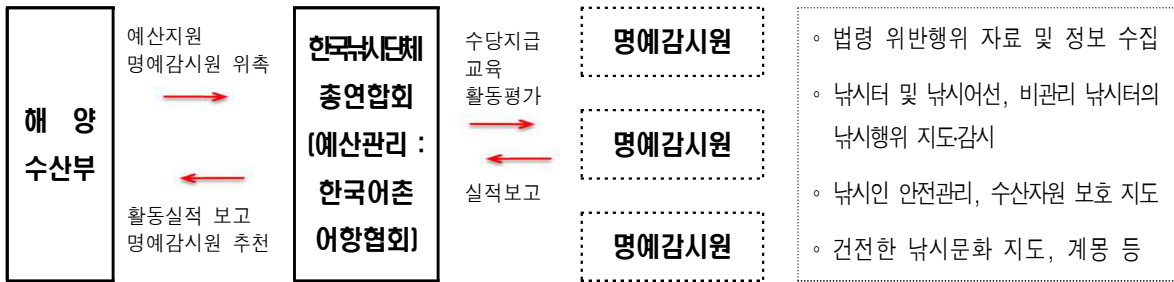 해 양
수산부
예산지원
명예감시원 위촉
활동실적 보고
명예감시원 추천
한국낚시단체
총연합회
(예산관리 :
한국어촌
어항협회)
수당지급
교육
활동평가
실적보고
명예감시원
명예감시원
명예감시원
◦ 법령 위반행위 자료 및 정보 수집
◦ 낚시터 및 낚시어선, 비관리 낚시터의
낚시행위 지도·감시
◦ 낚시인 안전관리, 수산자원 보호 지도
◦ 건전한 낚시문화 지도, 계몽 등